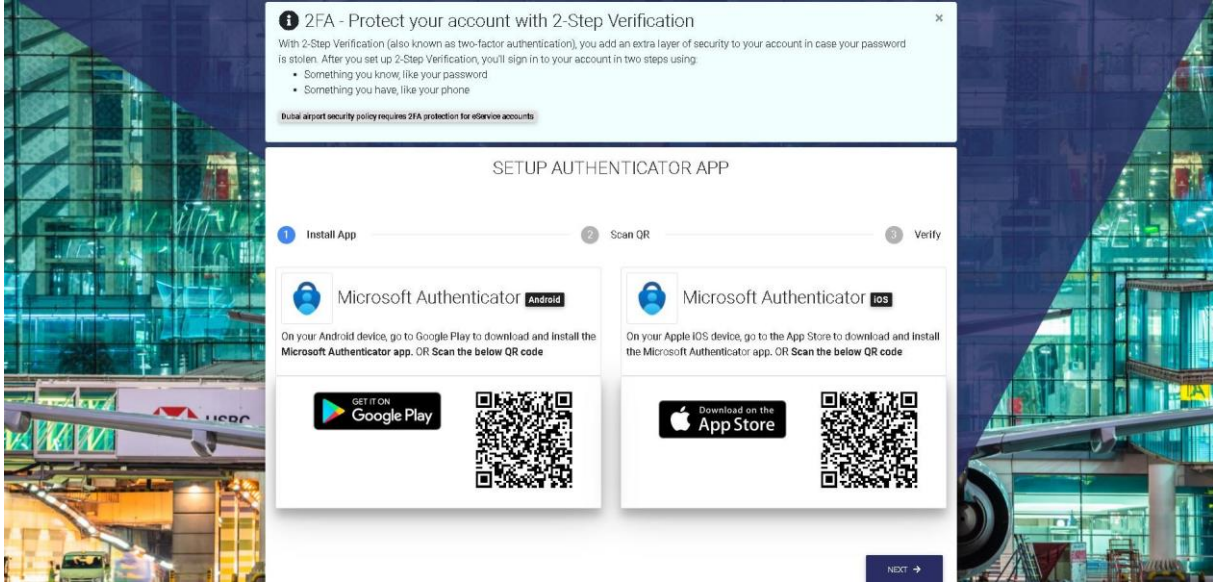 2FA - Protect your account with 2-Step Verification
×
With 2-Step Verification (also known as two-factor authentication), you add an extra layer of security to your account in case your password
is stolen. After you set up 2-Step Verification, you'll sign in to your account in two steps using:
• Something you know, like your password
• Something you have, like your phone
Dubai airport security policy requires 2FA protection for eService accounts
SETUP AUTHENTICATOR APP
1 Install App
2 Scan QR
3 Verify
Microsoft Authenticator Android
On your Android device, go to Google Play to download and install the
Microsoft Authenticator app. OR Scan the below QR code
GET IT ON
Google Play
Microsoft Authenticator iOS
On your Apple iOS device, go to the App Store to download and install
the Microsoft Authenticator app. OR Scan the below QR code
Download on the
App Store
HSBC
NEXT →